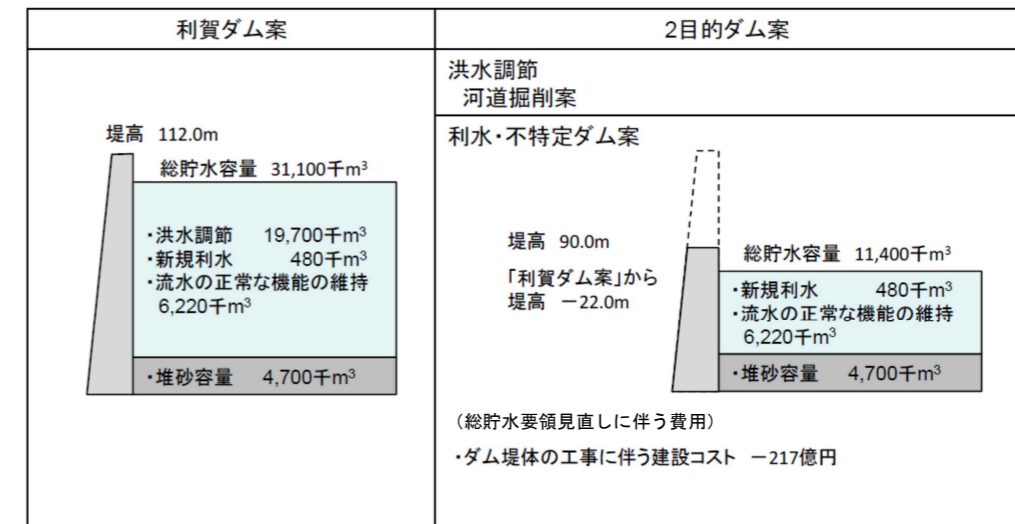 利賀ダム案
堤高 112.0m
総貯水容量 31,100千m³
・洪水調節 19,700千m³
・新規利水 480千m³
・流水の正常な機能の維持
6,220千m³
・堆砂容量 4,700千m³
2目的ダム案
洪水調節
河道掘削案
利水・不特定ダム案
堤高 90.0m
「利賀ダム案」から
堤高 －22.0m
総貯水容量 11,400千m³
・新規利水 480千m³
・流水の正常な機能の維持
6,220千m³
・堆砂容量 4,700千m³
（総貯水要領見直しに伴う費用）
・ダム堤体の工事に伴う建設コスト －217億円